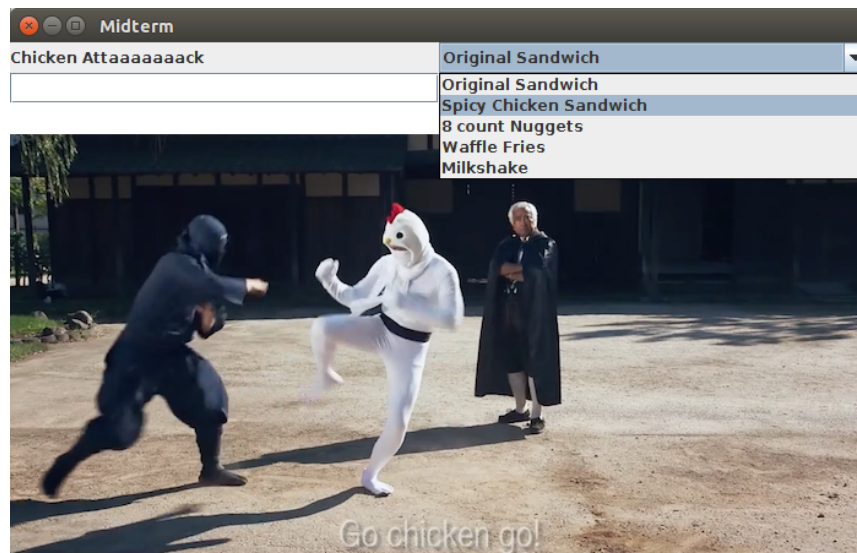 Midterm
Chicken Attaaaaaaack
Original Sandwich
Original Sandwich
Spicy Chicken Sandwich
8 count Nuggets
Waffle Fries
Milkshake
Go chicken go!